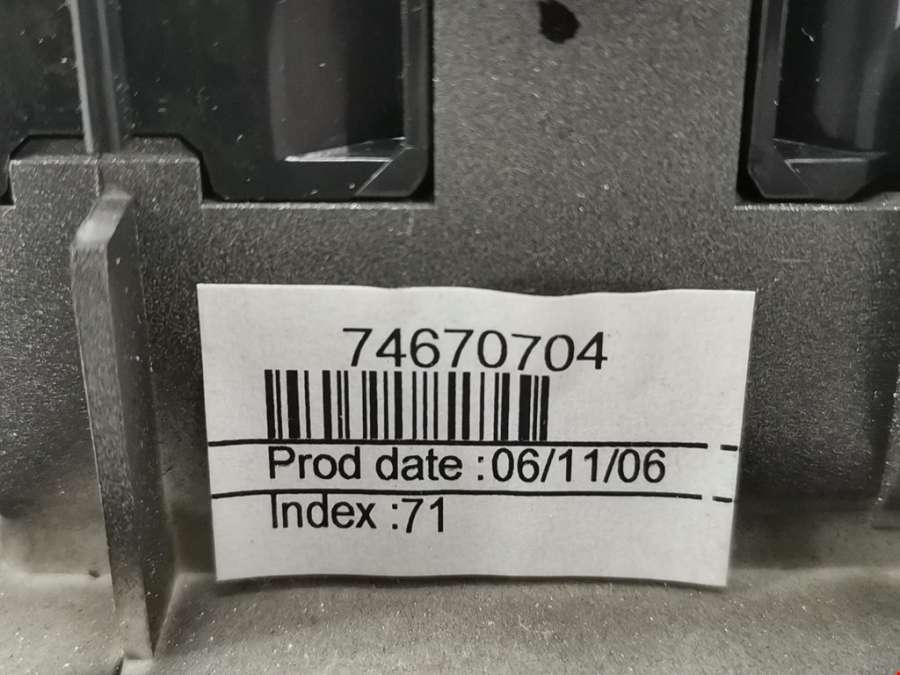 74670704
Prod date :06/11/06
Index :71